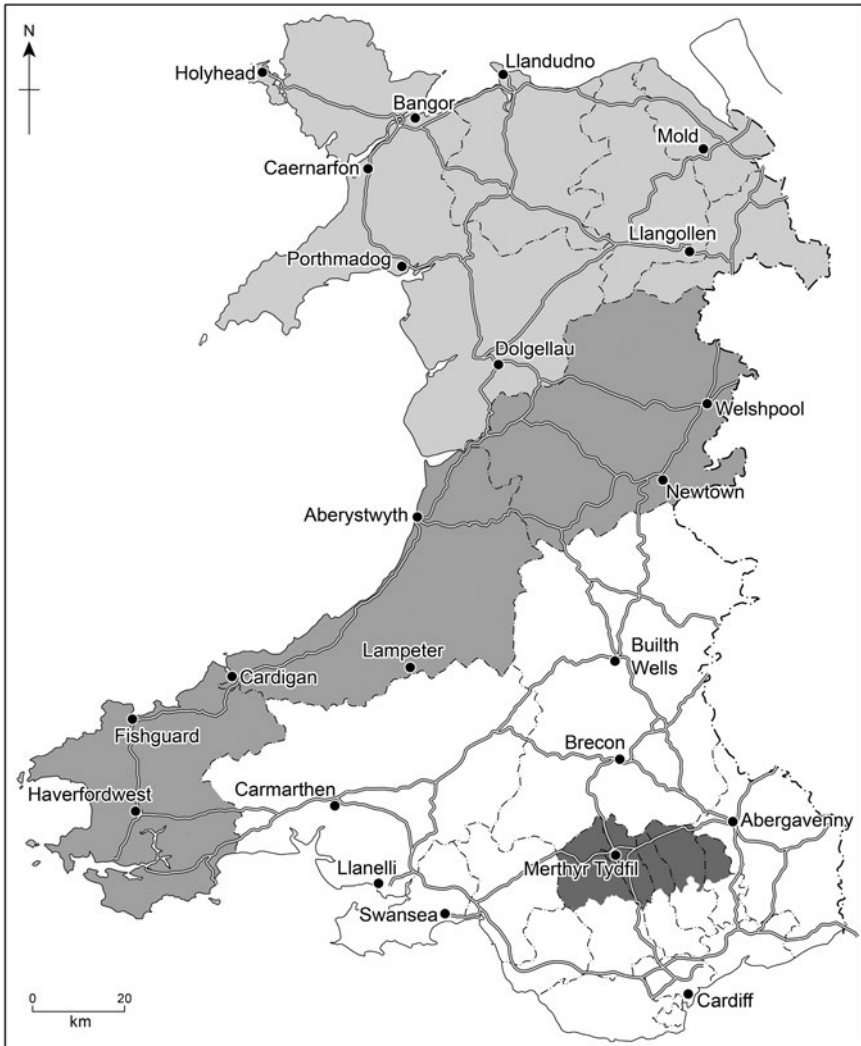 N
Llandudno
Holyhead
Bangor
Mold
Caernarfon
Llangollen
Porthmadog
Dolgellau
Welshpool
Newtown
Aberystwyth
Lampeter
Builth
Wells
Cardigan
Fishguard
Brecon
Haverfordwest
Carmarthen
Abergavenny
Merthyr Tydfil
Llanelli
Swansea
0 20
km
Cardiff